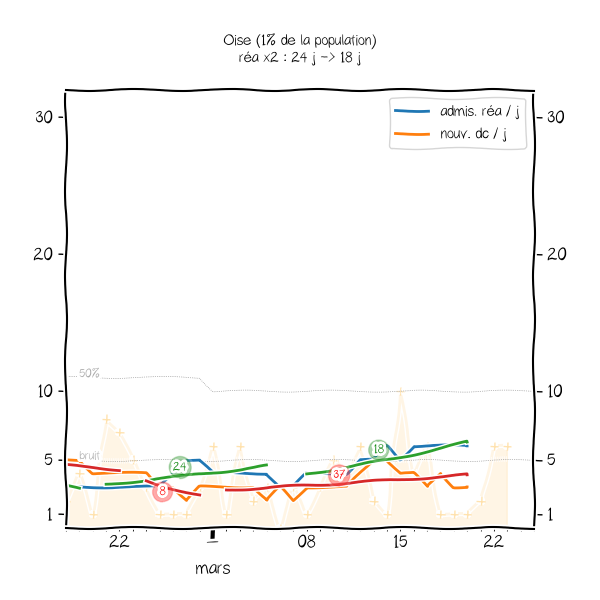 Oise (1% de la population)
réa x2 : 24 j -> 18 j
admis. réa / j
nouv. dc / j
30 30
20 20
50%
10 10
18
24
bruit
5 5
37
8
1 1
22 1 08 15 22
mars